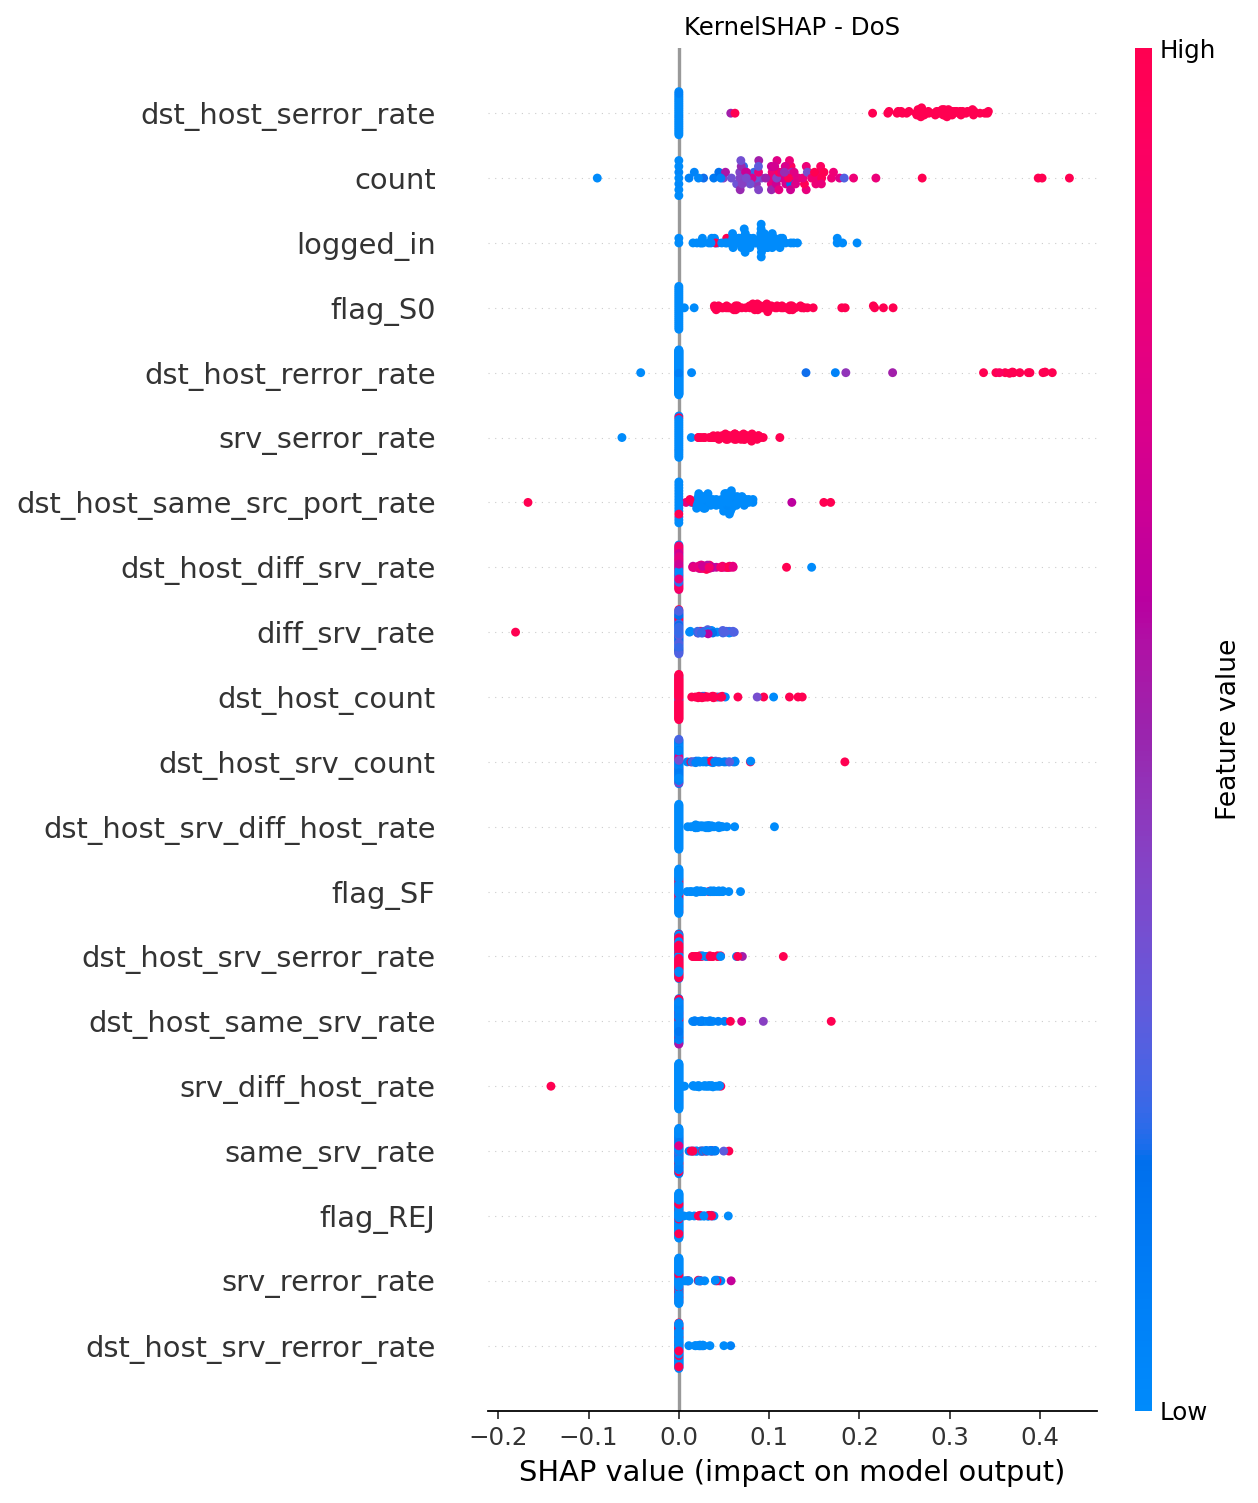 KernelSHAP - DoS
High
dst_host_serror_rate
count
logged_in
flag_S0
dst_host_rerror_rate
srv_serror_rate
dst_host_same_src_port_rate
dst_host_diff_srv_rate
diff_srv_rate
dst_host_count
dst_host_srv_count
dst_host_srv_diff_host_rate
flag_SF
dst_host_srv_serror_rate
dst_host_same_srv_rate
srv_diff_host_rate
same_srv_rate
flag_REJ
srv_rerror_rate
dst_host_srv_rerror_rate
Feature value
Low
−0.2 −0.1 0.0 0.1 0.2 0.3 0.4
SHAP value (impact on model output)